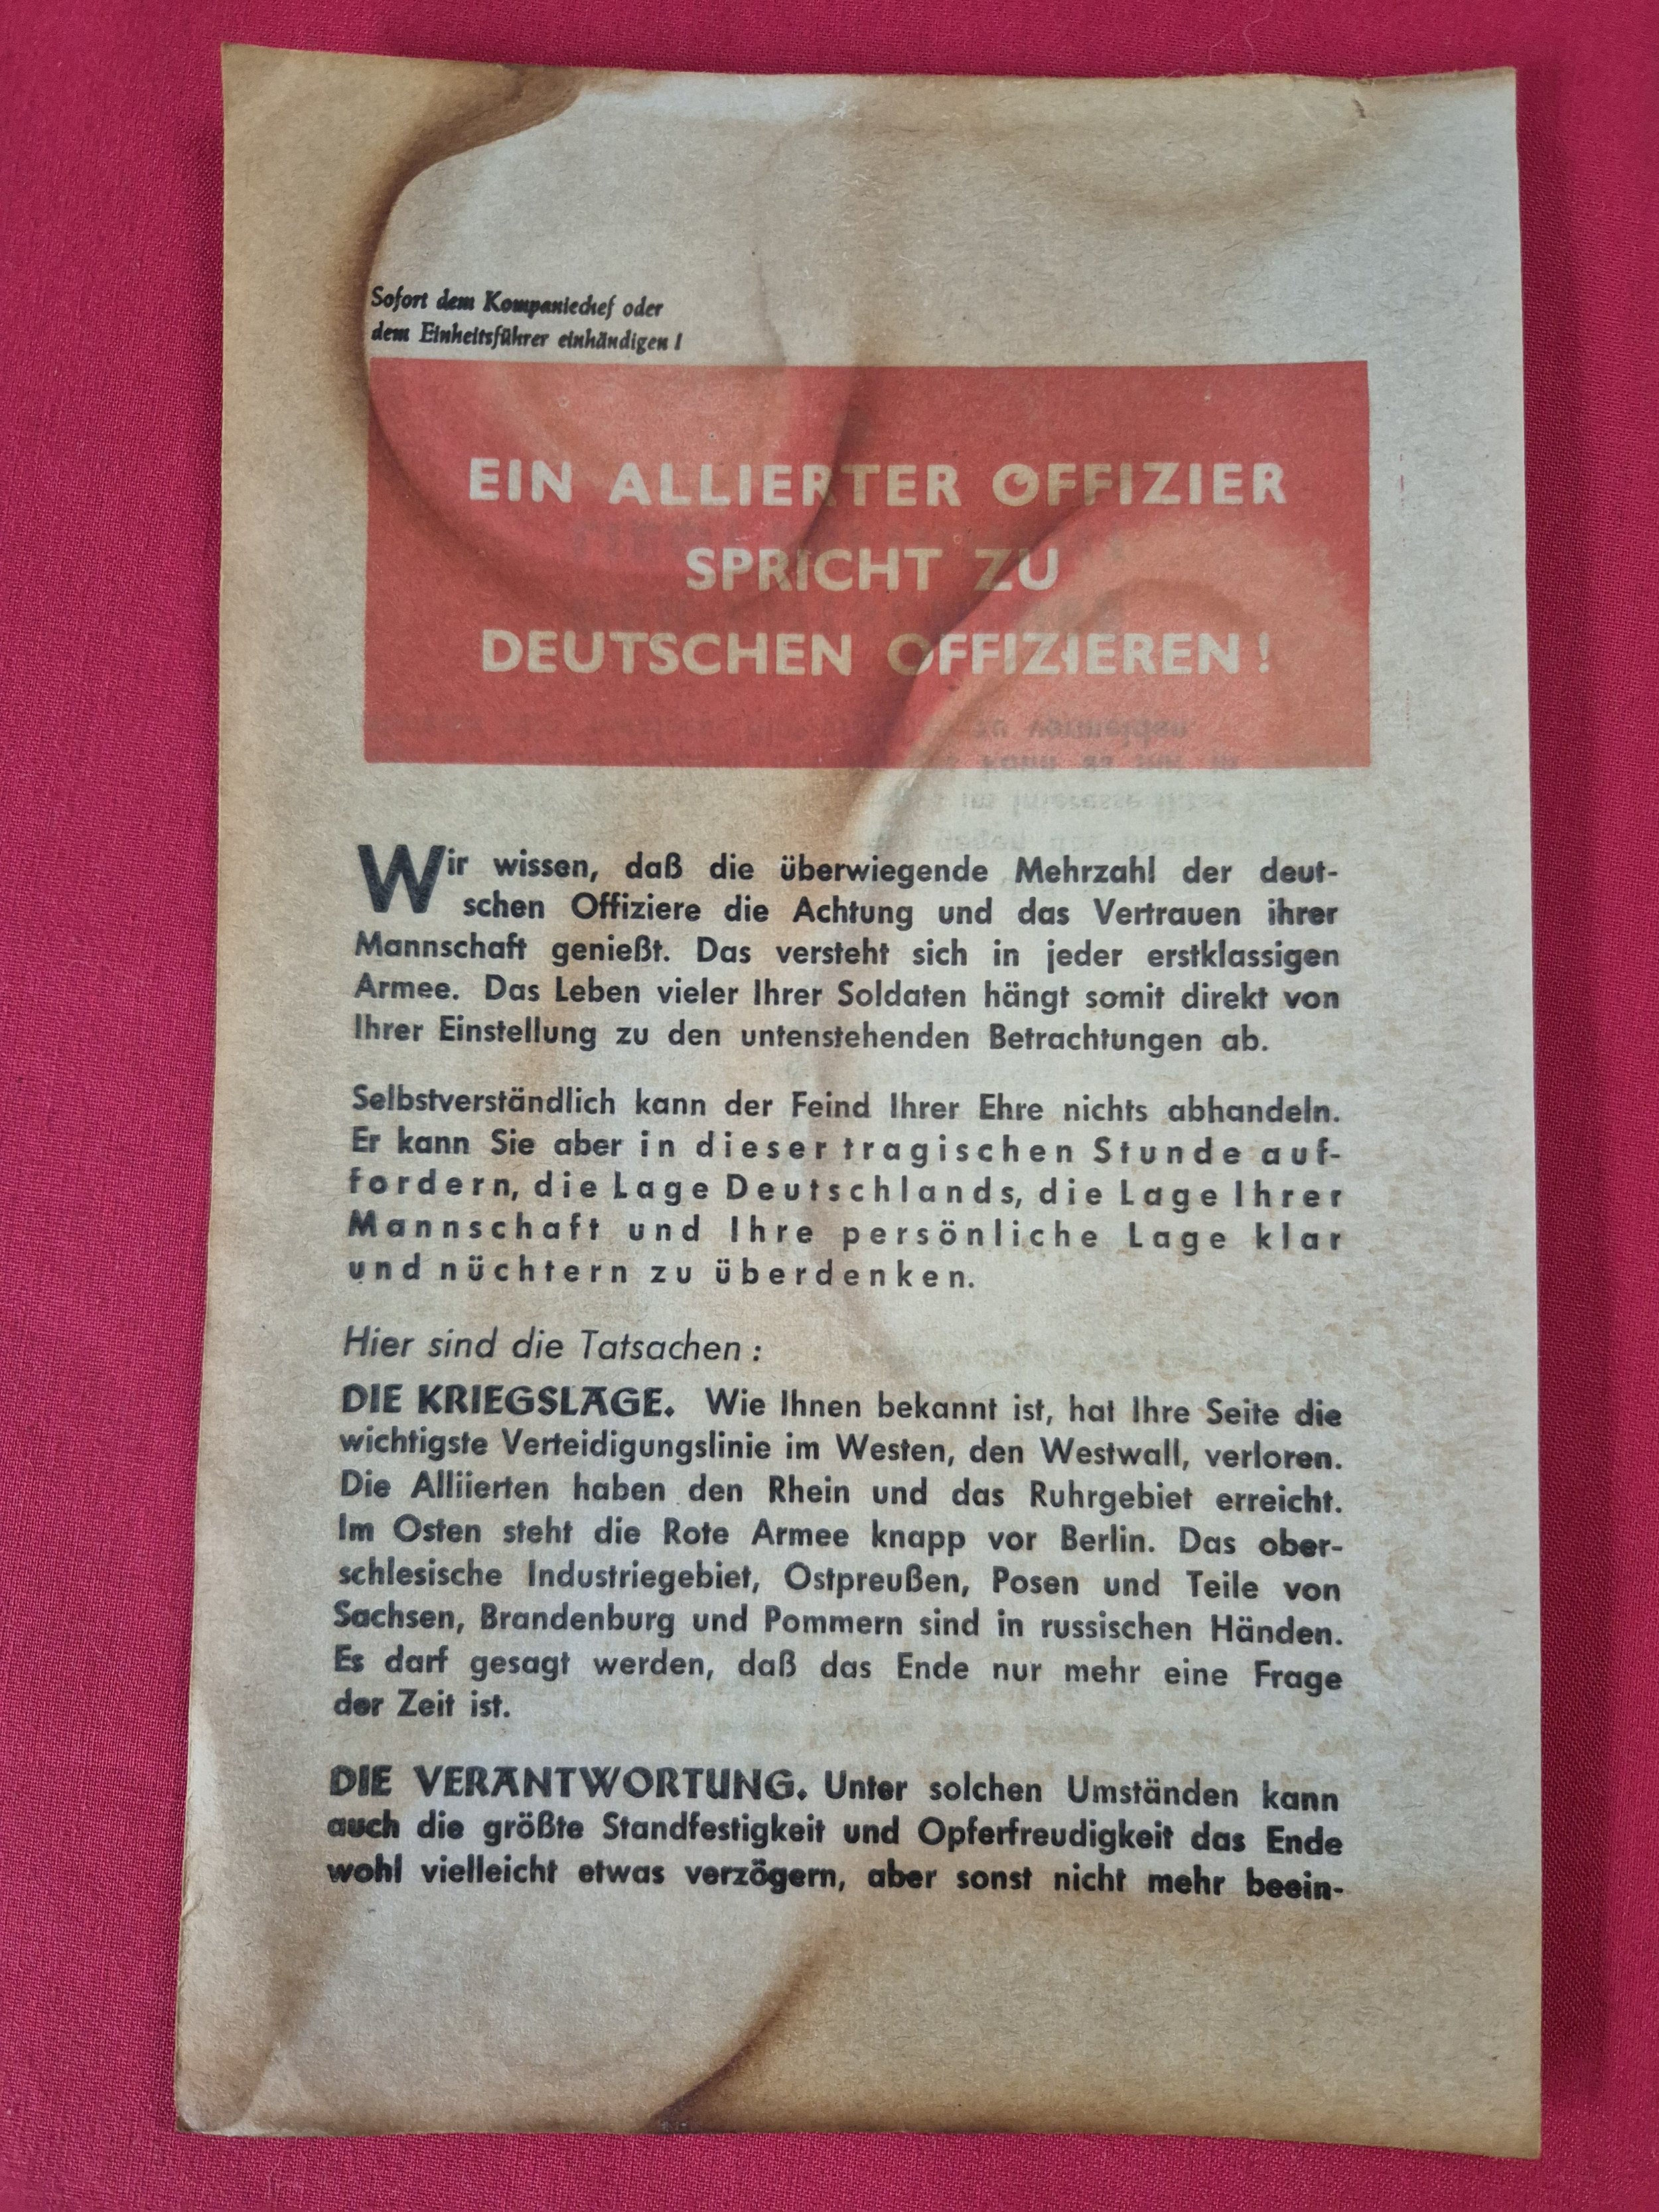 Sofort dem Kompaniechef oder
dem Einheitsführer einhändigen!
EIN ALLIERTER OFFIZIER
SPRICHT ZU
DEUTSCHEN OFFIZIEREN!
Wir wissen, daß die überwiegende Mehrzahl der deut-
schen Offiziere die Achtung und das Vertrauen ihrer
Mannschaft genießt. Das versteht sich in jeder erstklassigen
Armee. Das Leben vieler Ihrer Soldaten hängt somit direkt von
Ihrer Einstellung zu den untenstehenden Betrachtungen ab.
Selbstverständlich kann der Feind Ihrer Ehre nichts abhandeln.
Er kann Sie aber in dieser tragischen Stunde auf-
fordern, die Lage Deutschlands, die Lage Ihrer
Mannschaft und Ihre persönliche Lage klar
und nüchtern zu überdenken.
Hier sind die Tatsachen:
DIE KRIEGSLAGE. Wie Ihnen bekannt ist, hat Ihre Seite die
wichtigste Verteidigungslinie im Westen, den Westwall, verloren.
Die Alliierten haben den Rhein und das Ruhrgebiet erreicht.
Im Osten steht die Rote Armee knapp vor Berlin. Das ober-
schlesische Industriegebiet, Ostpreußen, Posen und Teile von
Sachsen, Brandenburg und Pommern sind in russischen Händen.
Es darf gesagt werden, daß das Ende nur mehr eine Frage
der Zeit ist.
DIE VERANTWORTUNG. Unter solchen Umständen kann
auch die größte Standfestigkeit und Opferfreudigkeit das Ende
wohl vielleicht etwas verzögern, aber sonst nicht mehr beein-